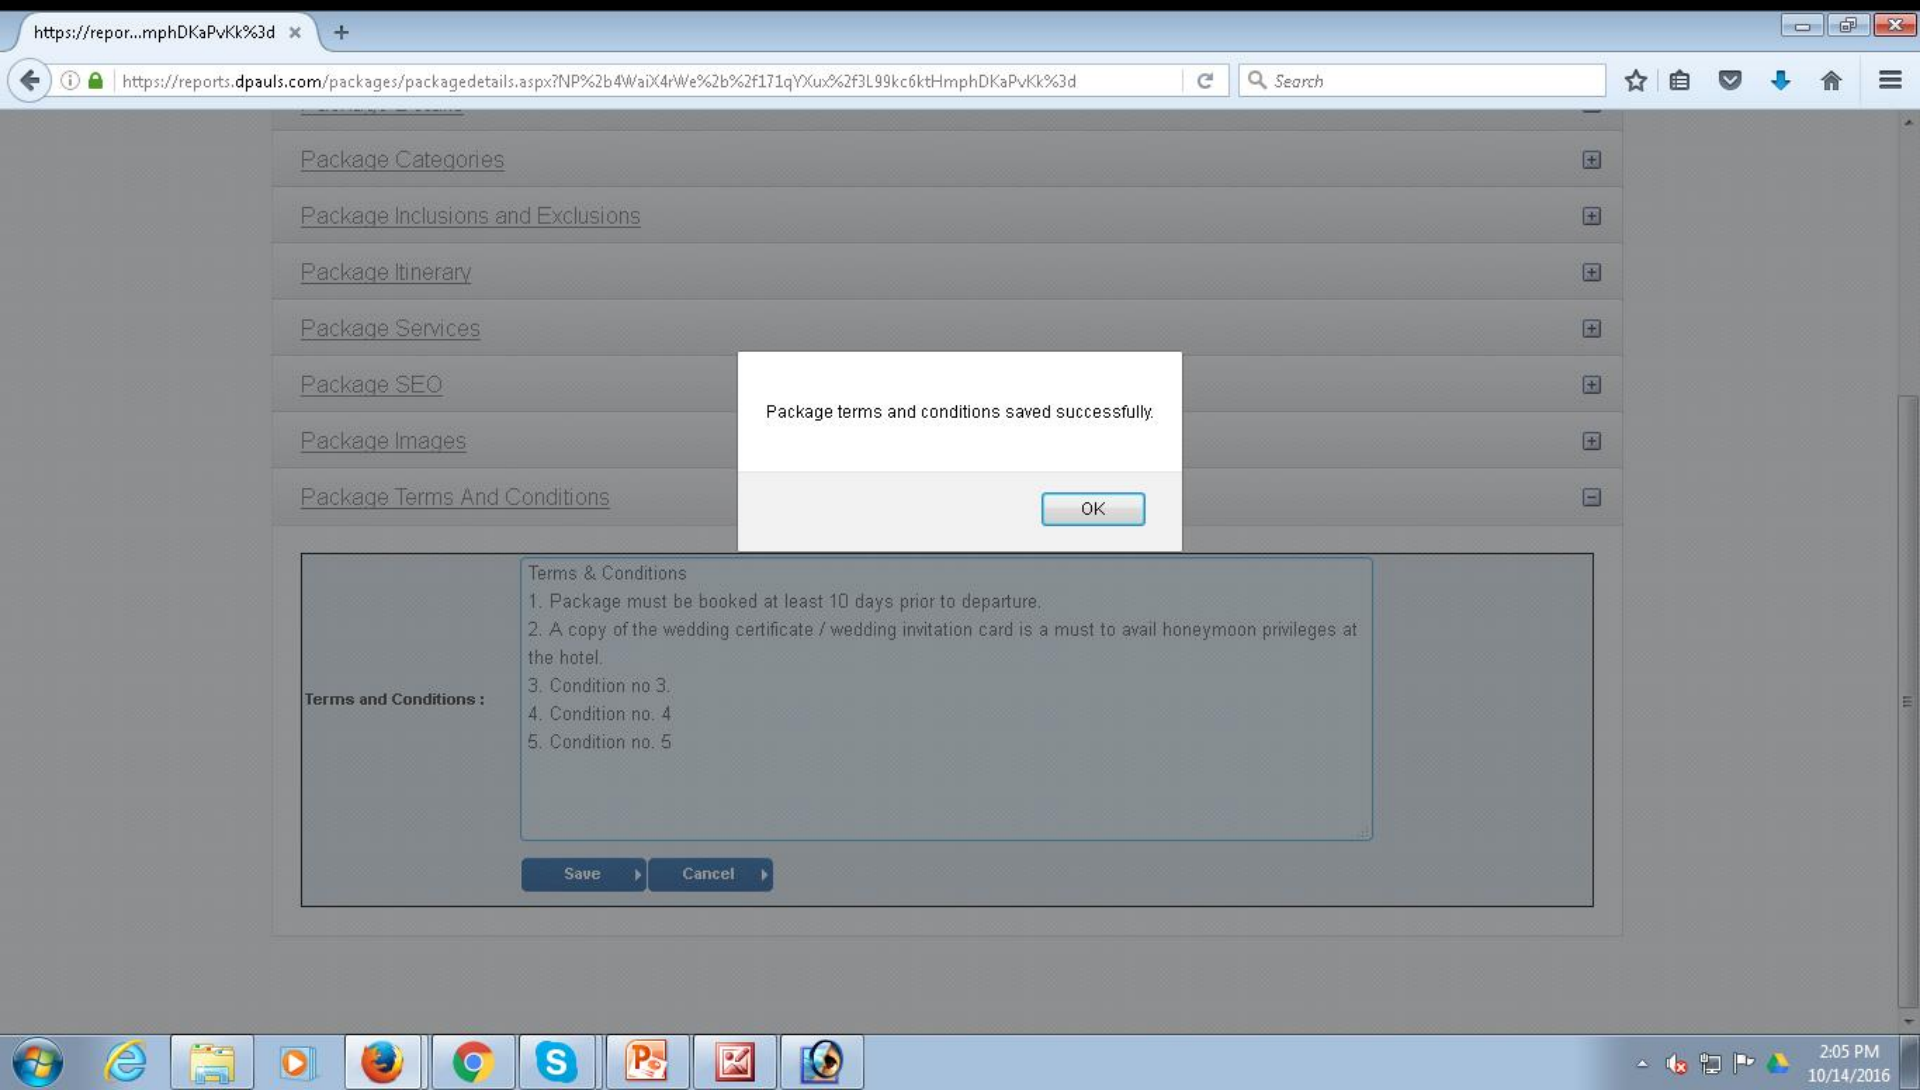 https://repor...mphDKaPvKk%3d
https://reports.dpauls.com/packages/packagedetails.aspx?NP%2b4WaiX4rWe%2b%2f171qYXux%2f3L99kc6ktHmphDKaPvKk%3d
Search
Package Categories
Package Inclusions and Exclusions
Package Itinerary
Package Services
Package SEO
Package Images
Package Terms And Conditions
Package terms and conditions saved successfully.
OK
Terms and Conditions :
Terms & Conditions
1. Package must be booked at least 10 days prior to departure.
2. A copy of the wedding certificate / wedding invitation card is a must to avail honeymoon privileges at
the hotel.
3. Condition no 3.
4. Condition no. 4
5. Condition no. 5
Save
Cancel
2:05 PM
10/14/2016